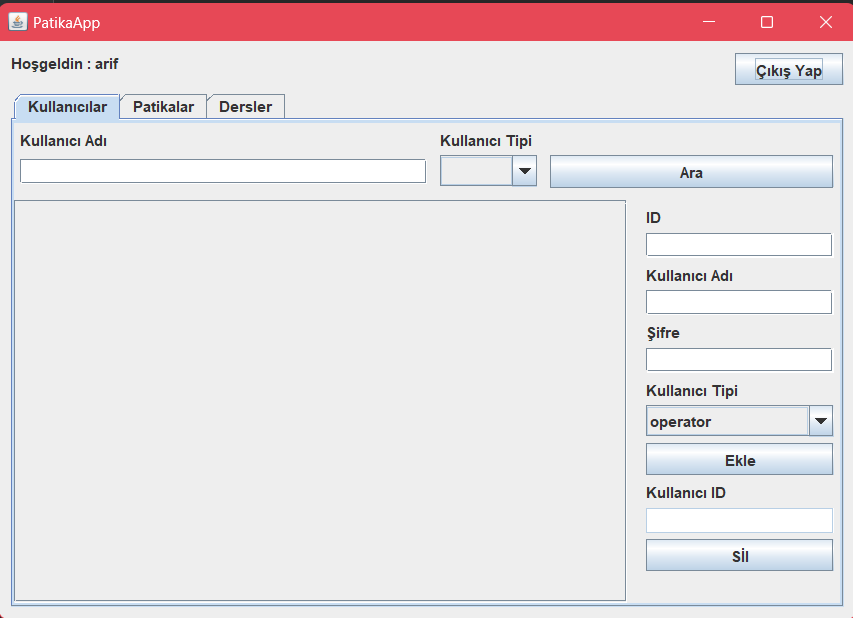 PatikaApp
Hoşgeldin : arif
Çıkış Yap
Kullanıcılar
Patikalar
Dersler
Kullanıcı Adı
Kullanıcı Tipi
Ara
ID
Kullanıcı Adı
Şifre
Kullanıcı Tipi
operator
Ekle
Kullanıcı ID
Sİl